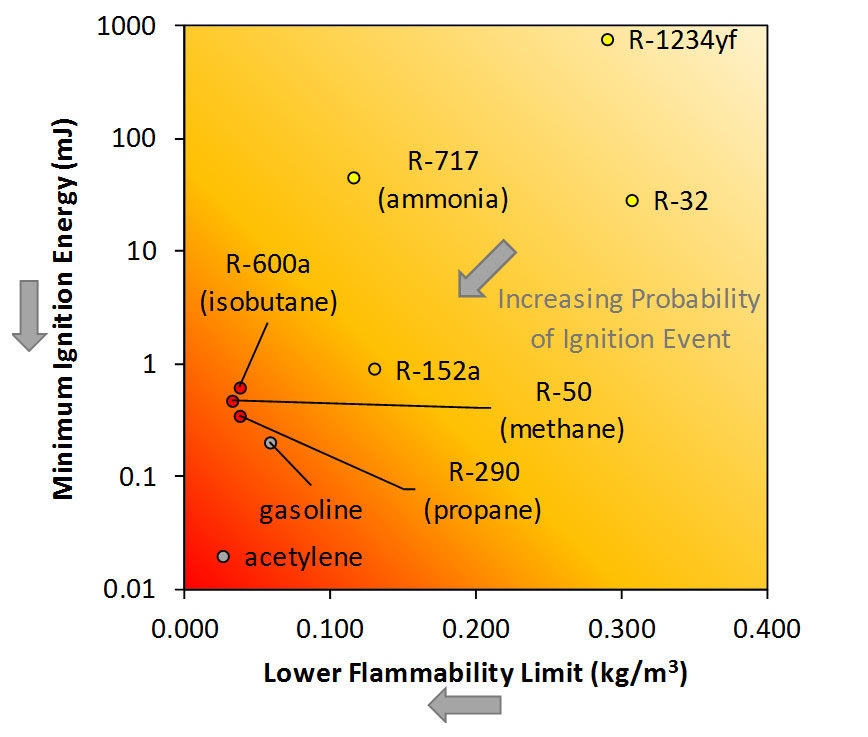 1000
100
10
1
0.1
0.01
Minimum Ignition Energy (mJ)
R-1234yf
R-717
(ammonia)
R-32
R-600a
(isobutane)
Increasing Probability
of Ignition Event
R-152a
R-50
(methane)
R-290
(propane)
gasoline
acetylene
0.000 0.100 0.200 0.300 0.400
Lower Flammability Limit (kg/m³)